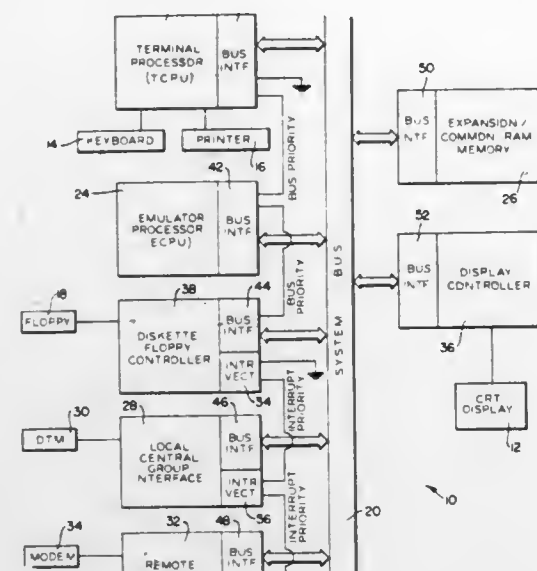 TERMINAL
PROCESSOR
(TCPU)
BUS
INTF
14
KEYBOARD
PRINTER
16
BUS PRIORITY
24
42
EMULATOR
PROCESSOR
ECPU)
BUS
INTF
BUS PRIORITY
18
FLOPPY
38
44
DISKETTE
FLOPPY
CONTROLLER
BUS
INTF
INTR
VECT
54
INTERRUPT
PRIORITY
30
DTM
28
46
LOCAL
CENTRAL
GROUP
INTERFACE
BUS
INTF
INTR
VECT
56
INTERRUPT
PRIORITY
34
MODEM
32
48
REMOTE
BUS
INTF
SYSTEM BUS
20
50
BUS
INTF
EXPANSION/
COMMON RAM
MEMORY
26
52
BUS
INTF
DISPLAY
CONTROLLER
36
CRT
DISPLAY
12
10